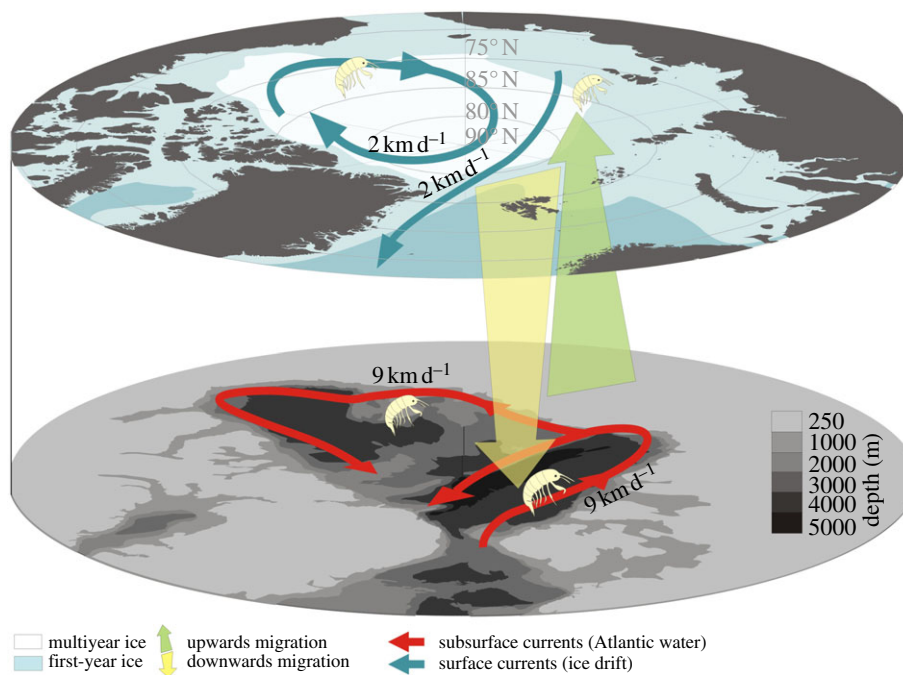 75° N
85° N
80° N
90° N
2 km d⁻¹
2 km d⁻¹
9 km d⁻¹
9 km d⁻¹
250
1000
2000
3000
4000
5000
depth (m)
multiyear ice
first-year ice
upwards migration
downwards migration
subsurface currents (Atlantic water)
surface currents (ice drift)